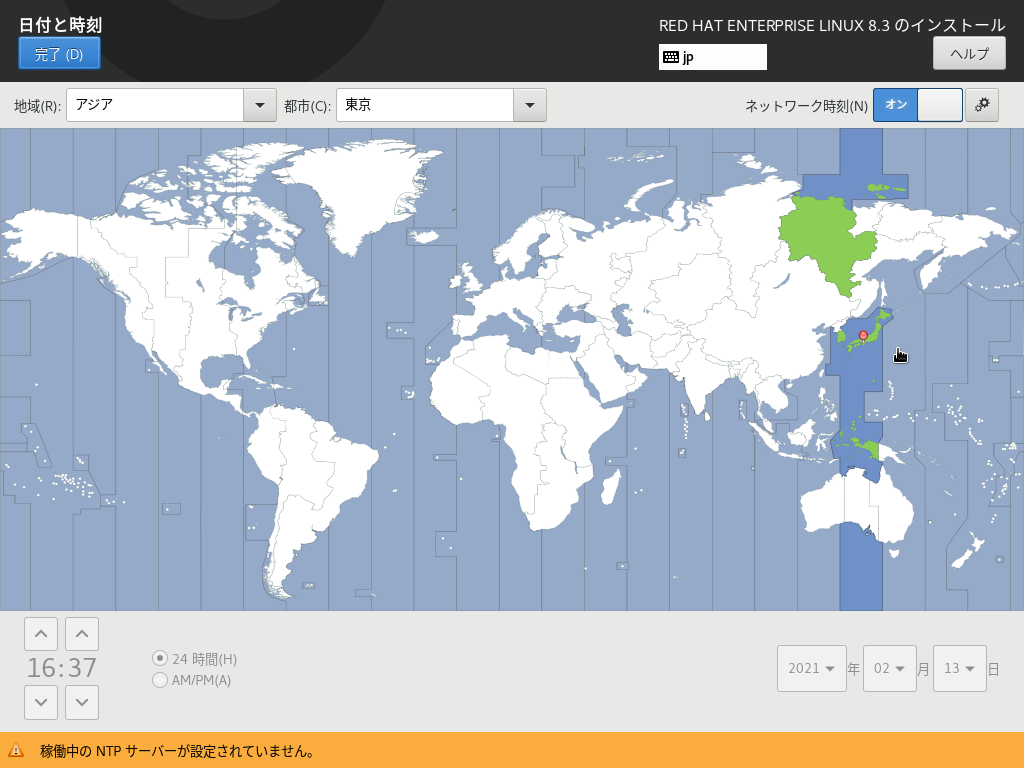 日付と時刻
完了 (D)
RED HAT ENTERPRISE LINUX 8.3 のインストール
jp
ヘルプ
地域(R): アジア 都市(C): 東京 ネットワーク時刻(N) オン
16:37
24 時間(H)
AM/PM(A)
2021 年 02 月 13 日
稼働中の NTP サーバーが設定されていません。